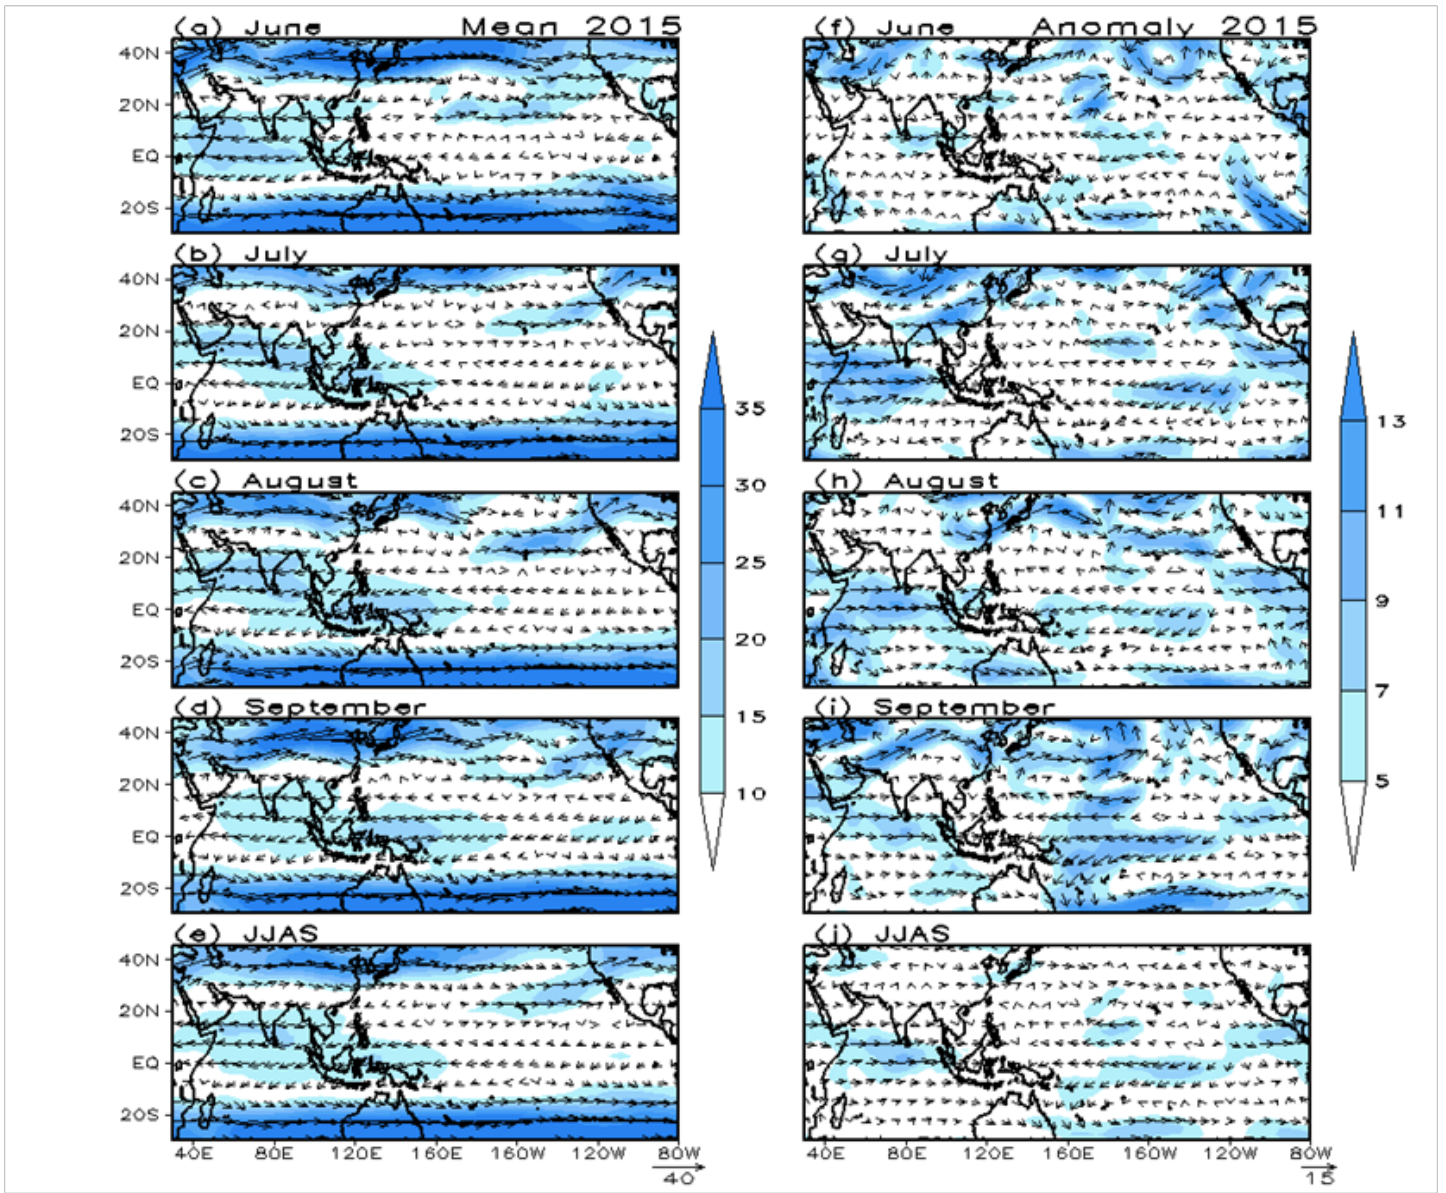 (a) June Mean 2015
40N
20N
EQ
20S
(b) July
40N
20N
EQ
20S
(c) August
40N
20N
EQ
20S
(d) September
40N
20N
EQ
20S
(e) JJAS
40N
20N
EQ
20S
40E 80E 120E 160E 160W 120W 80W
40
35
30
25
20
15
10
(f) June Anomaly 2015
(g) July
(h) August
(i) September
(j) JJAS
40E 80E 120E 160E 160W 120W 80W
15
13
11
9
7
5